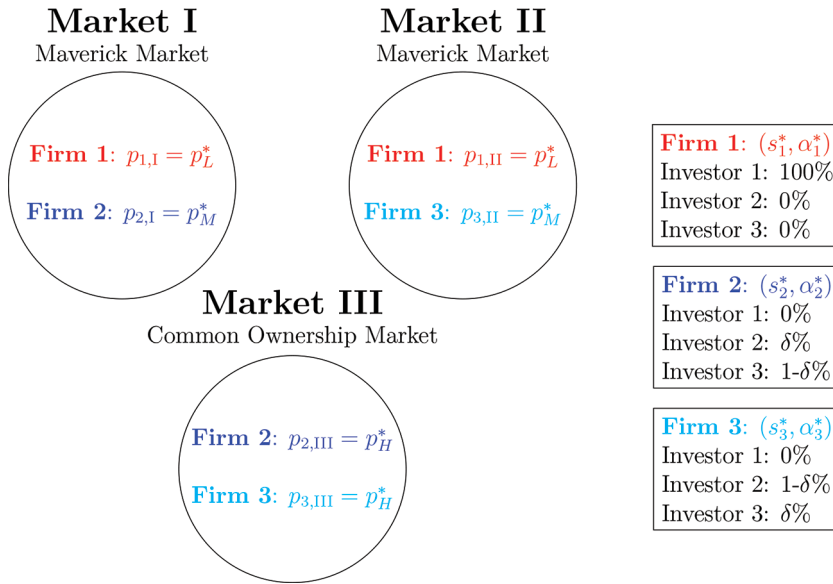 Market I
Maverick Market
Firm 1: p_{1,I} = p_L^*
Firm 2: p_{2,I} = p_M^*
Market II
Maverick Market
Firm 1: p_{1,II} = p_L^*
Firm 3: p_{3,II} = p_M^*
Market III
Common Ownership Market
Firm 2: p_{2,III} = p_H^*
Firm 3: p_{3,III} = p_H^*
Firm 1: (s_1^*, α_1^*)
Investor 1: 100%
Investor 2: 0%
Investor 3: 0%
Firm 2: (s_2^*, α_2^*)
Investor 1: 0%
Investor 2: δ%
Investor 3: 1-δ%
Firm 3: (s_3^*, α_3^*)
Investor 1: 0%
Investor 2: 1-δ%
Investor 3: δ%